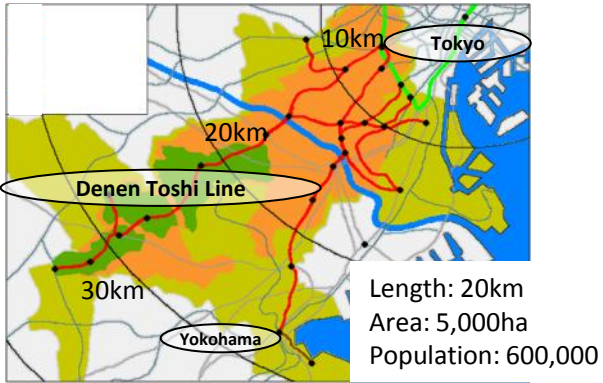 10km
Tokyo
20km
Denen Toshi Line
30km
Yokohama
Length: 20km
Area: 5,000ha
Population: 600,000